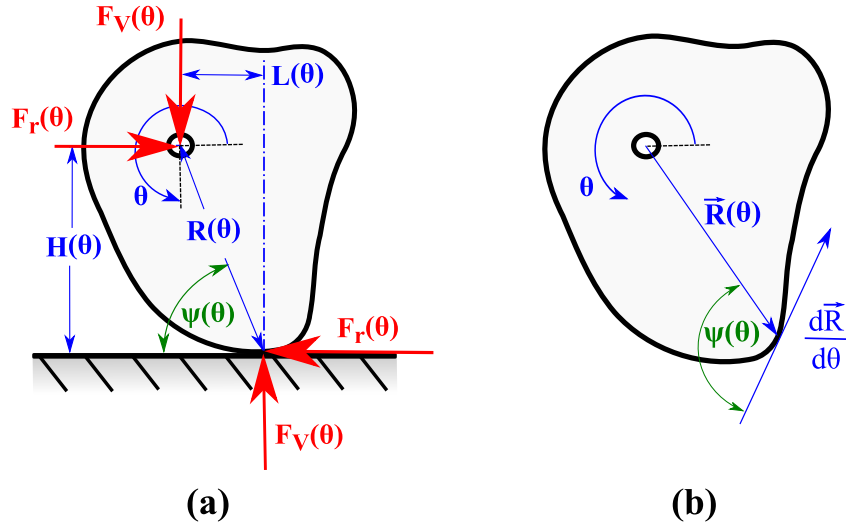 F_V(θ)
L(θ)
F_r(θ)
θ
R(θ)
H(θ)
ψ(θ)
F_r(θ)
F_V(θ)
(a)
θ
R⃗(θ)
ψ(θ)
dR⃗
dθ
(b)